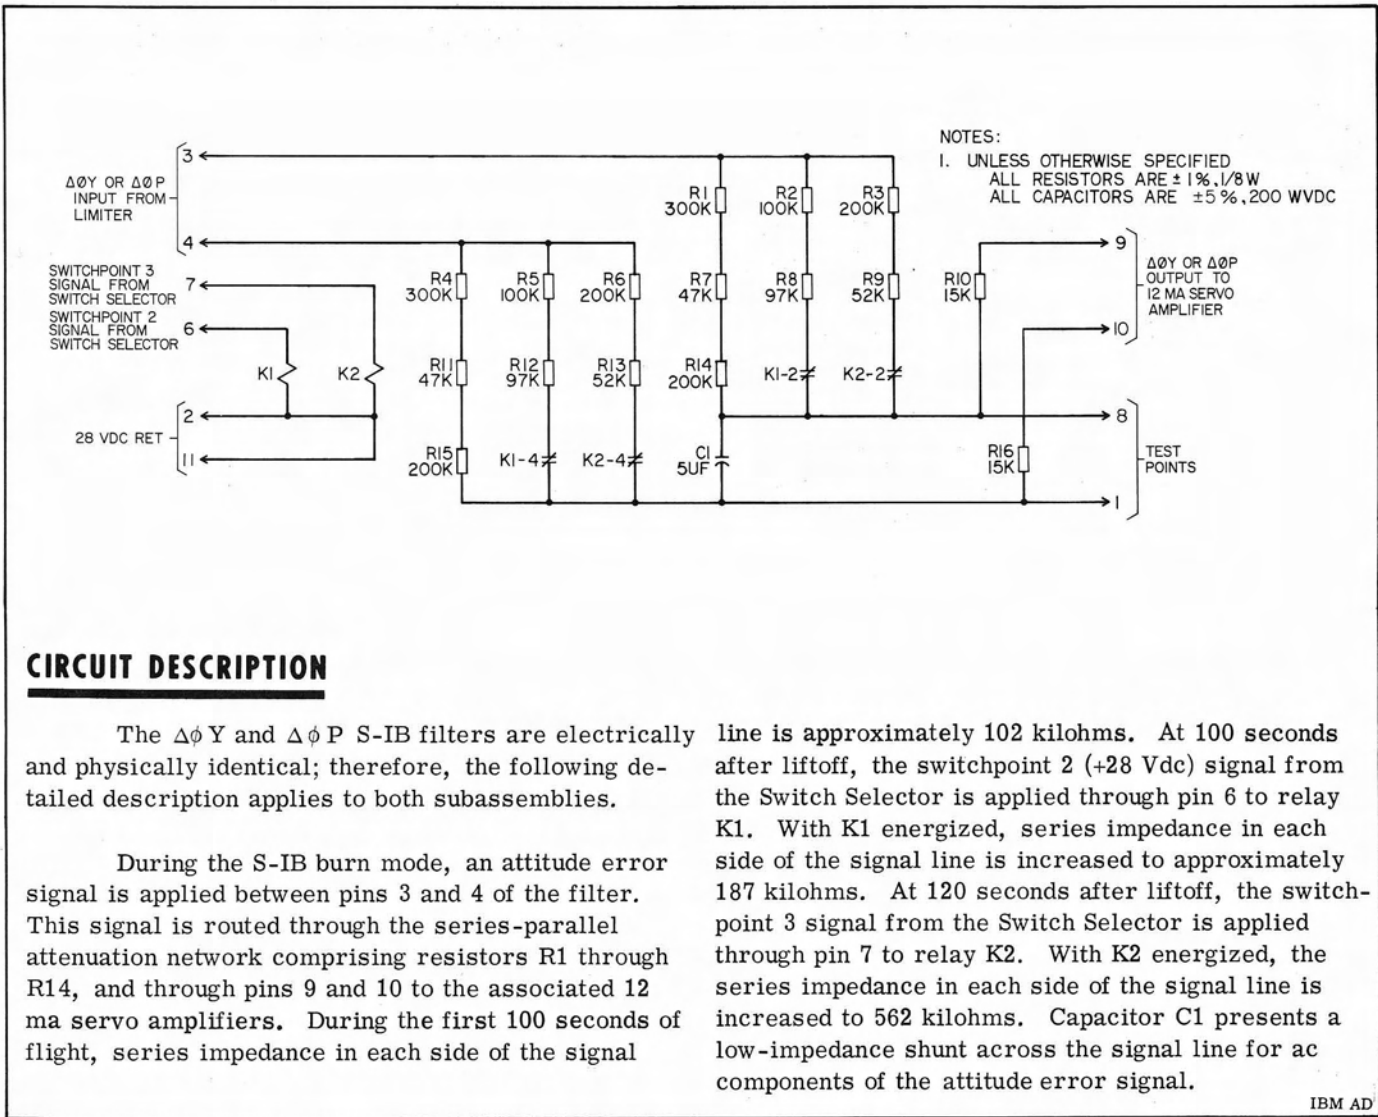 NOTES:
1. UNLESS OTHERWISE SPECIFIED
ALL RESISTORS ARE ± 1%, 1/8 W
ALL CAPACITORS ARE ±5%, 200 WVDC
3
ΔØY OR ΔØP
INPUT FROM
LIMITER
4
SWITCHPOINT 3
SIGNAL FROM
SWITCH SELECTOR
7
SWITCHPOINT 2
SIGNAL FROM
SWITCH SELECTOR
6
K1
K2
2
28 VDC RET
11
R1
300K
R2
100K
R3
200K
R4
300K
R5
100K
R6
200K
R7
47K
R8
97K
R9
52K
R10
15K
R11
47K
R12
97K
R13
52K
R14
200K
K1-2
K2-2
R15
200K
K1-4
K2-4
C1
5UF
R16
15K
9
ΔØY OR ΔØP
OUTPUT TO
12 MA SERVO
AMPLIFIER
10
8
TEST
POINTS
1
CIRCUIT DESCRIPTION
The Δϕ Y and Δϕ P S-IB filters are electrically
and physically identical; therefore, the following de-
tailed description applies to both subassemblies.
During the S-IB burn mode, an attitude error
signal is applied between pins 3 and 4 of the filter.
This signal is routed through the series-parallel
attenuation network comprising resistors R1 through
R14, and through pins 9 and 10 to the associated 12
ma servo amplifiers. During the first 100 seconds of
flight, series impedance in each side of the signal
line is approximately 102 kilohms. At 100 seconds
after liftoff, the switchpoint 2 (+28 Vdc) signal from
the Switch Selector is applied through pin 6 to relay
K1. With K1 energized, series impedance in each
side of the signal line is increased to approximately
187 kilohms. At 120 seconds after liftoff, the switch-
point 3 signal from the Switch Selector is applied
through pin 7 to relay K2. With K2 energized, the
series impedance in each side of the signal line is
increased to 562 kilohms. Capacitor C1 presents a
low-impedance shunt across the signal line for ac
components of the attitude error signal.
IBM AD